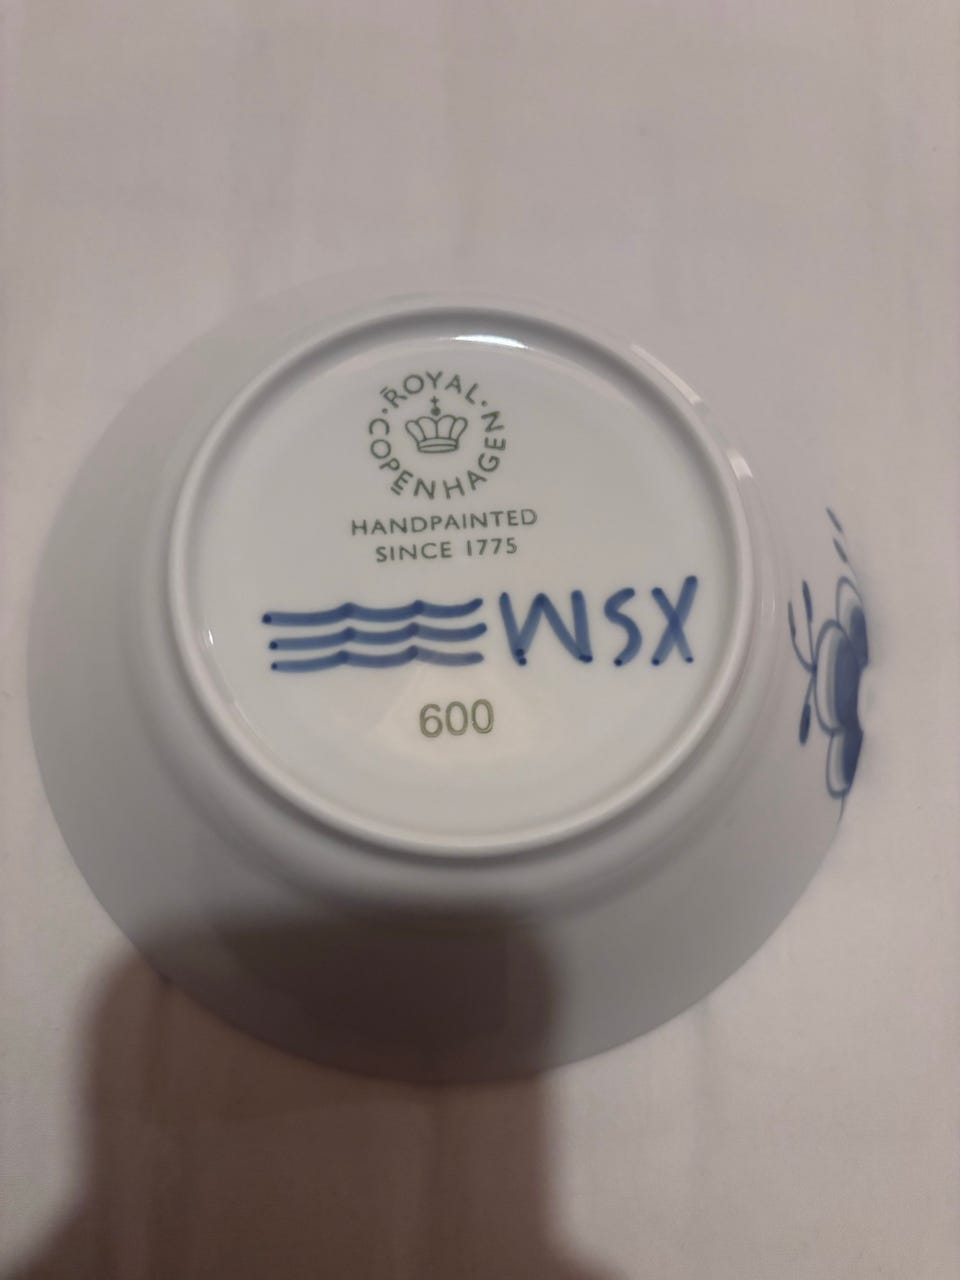 ROYAL COPENHAGEN
HANDPAINTED
SINCE 1775
WSX
600